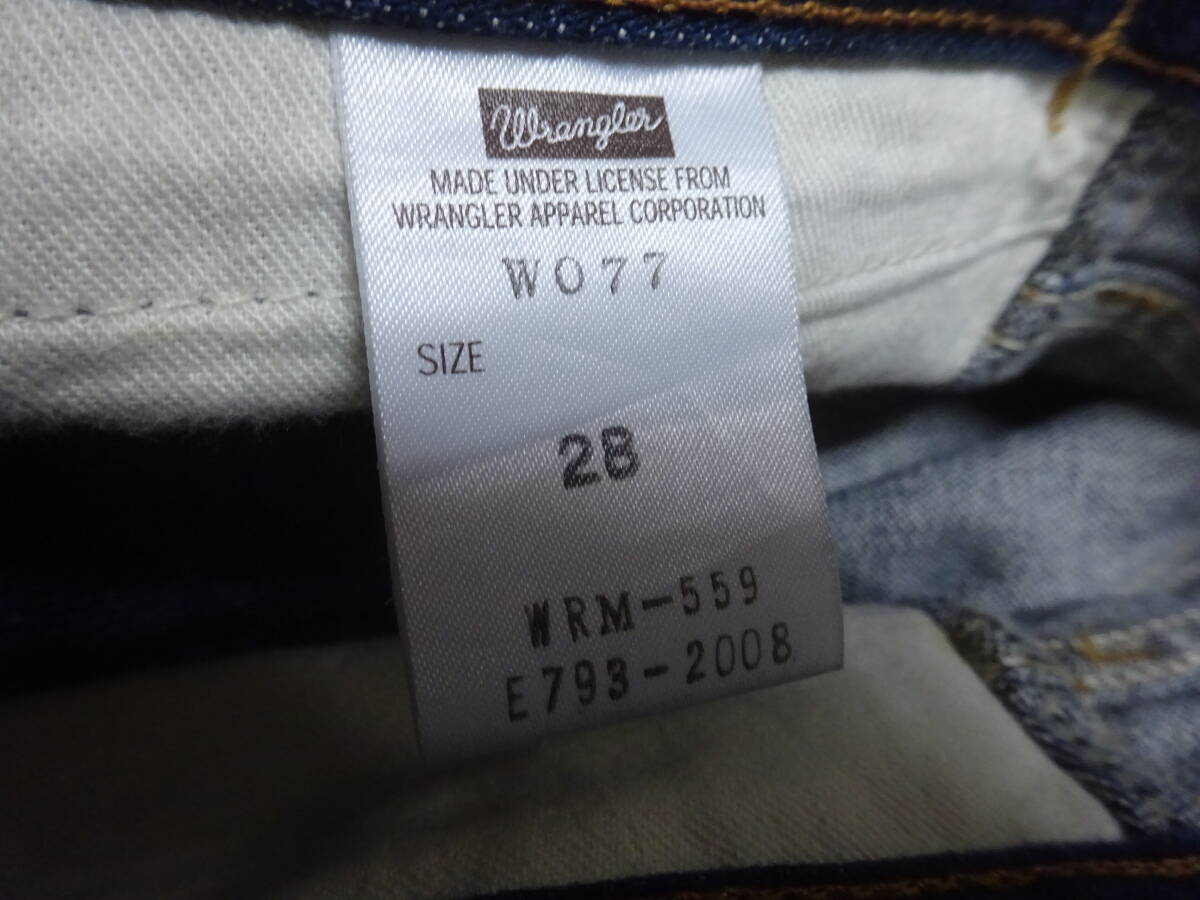 Wrangler
MADE UNDER LICENSE FROM
WRANGLER APPAREL CORPORATION
WO77
SIZE
28
WRM-559
E793-2008